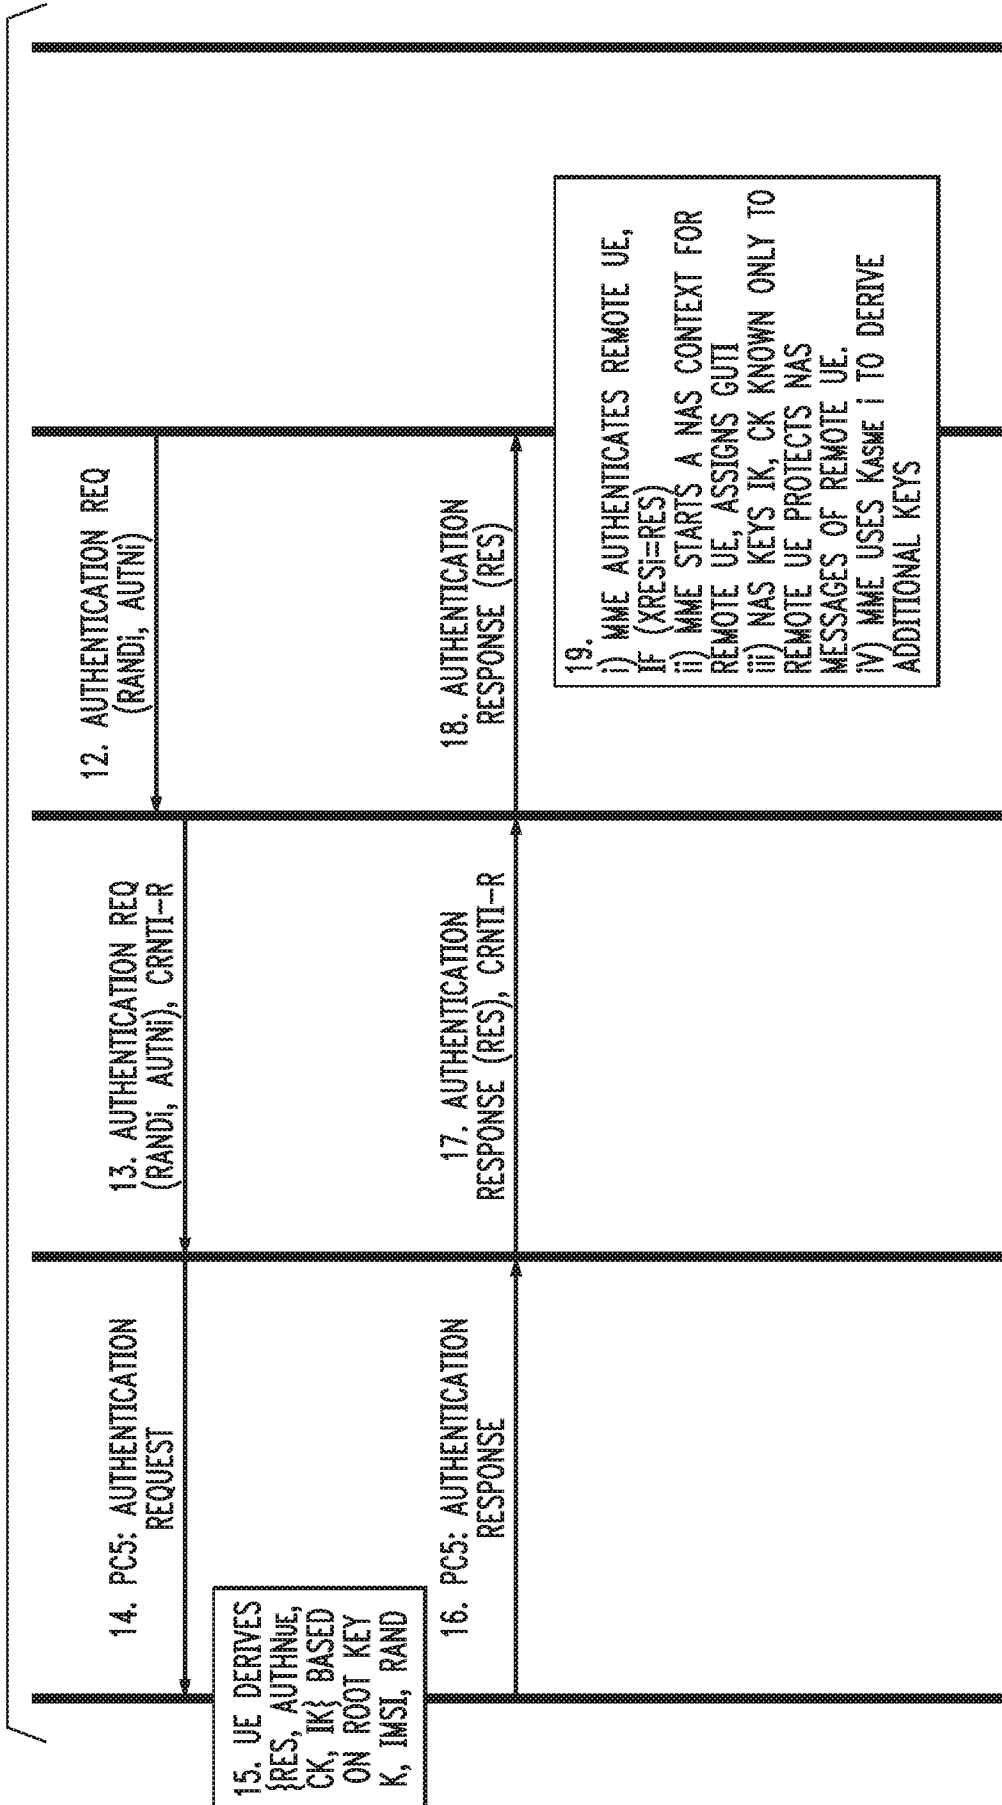 12. AUTHENTICATION REQ
(RANDi, AUTNi)
13. AUTHENTICATION REQ
(RANDi, AUTNi), CRNTI-R
14. PC5: AUTHENTICATION
REQUEST
15. UE DERIVES
{RES, AUTHNUE,
CK, IK} BASED
ON ROOT KEY
K, IMSI, RAND
16. PC5: AUTHENTICATION
RESPONSE
17. AUTHENTICATION
RESPONSE (RES), CRNTI-R
18. AUTHENTICATION
RESPONSE (RES)
19.
i) MME AUTHENTICATES REMOTE UE,
IF (XRESi=RES)
ii) MME STARTS A NAS CONTEXT FOR
REMOTE UE, ASSIGNS GUTI
iii) NAS KEYS IK, CK KNOWN ONLY TO
REMOTE UE PROTECTS NAS
MESSAGES OF REMOTE UE.
iV) MME USES KASME i TO DERIVE
ADDITIONAL KEYS